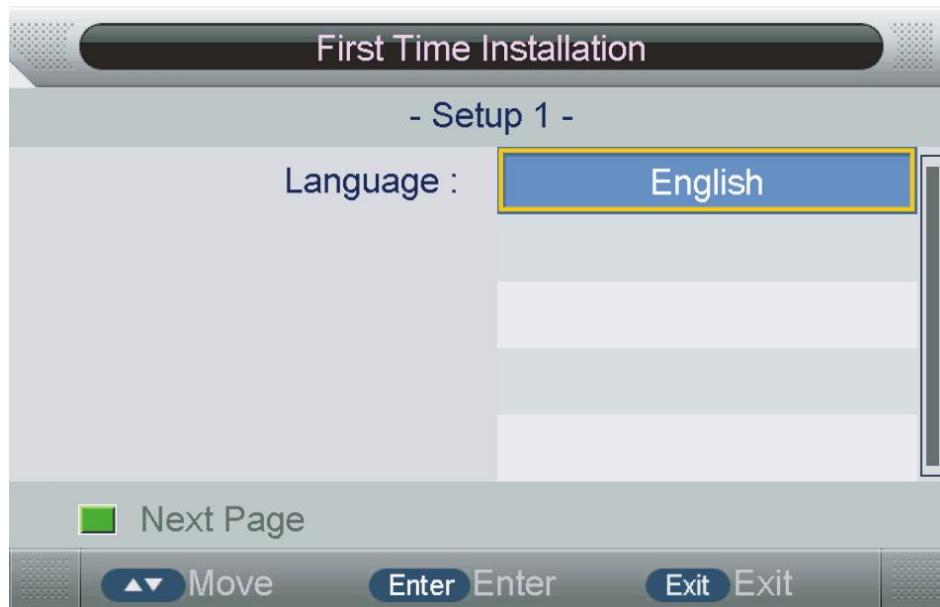 First Time Installation
- Setup 1 -
Language : English
Next Page
Move Enter Enter Exit Exit